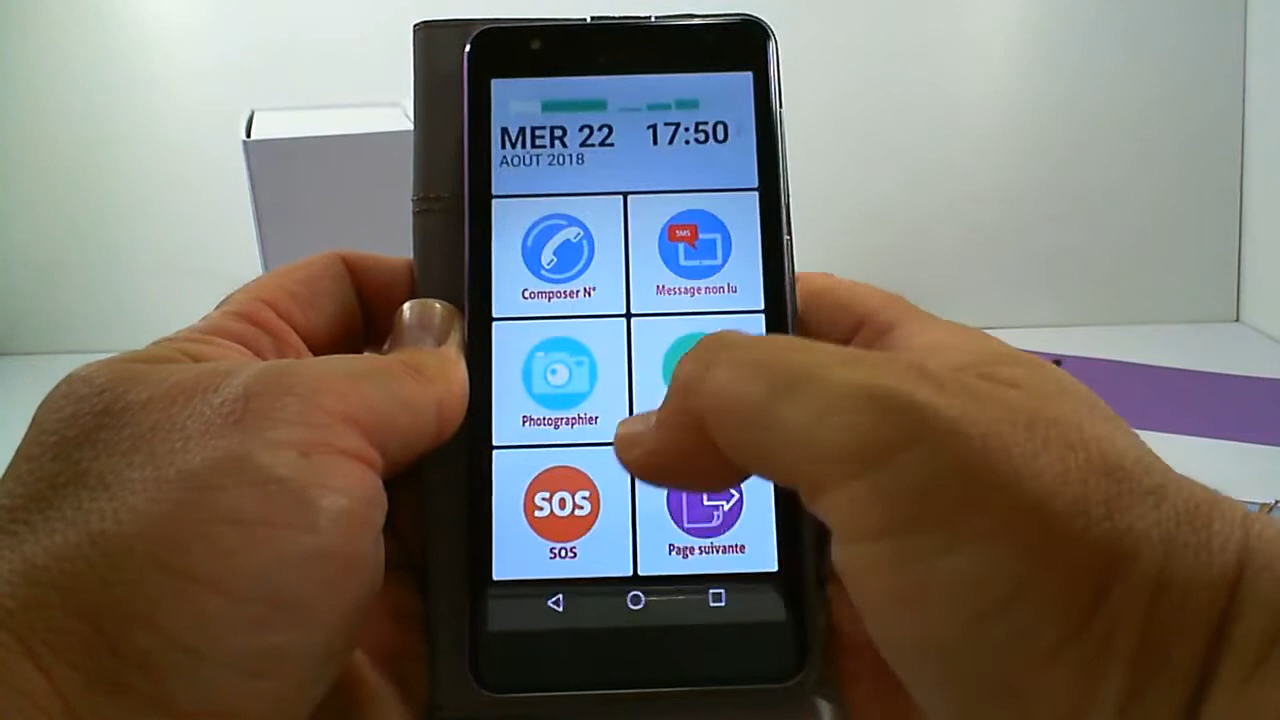 MER 22 17:50
AOÛT 2018
SMS
Composer N° Message non lu
Photographier
SOS
SOS Page suivante